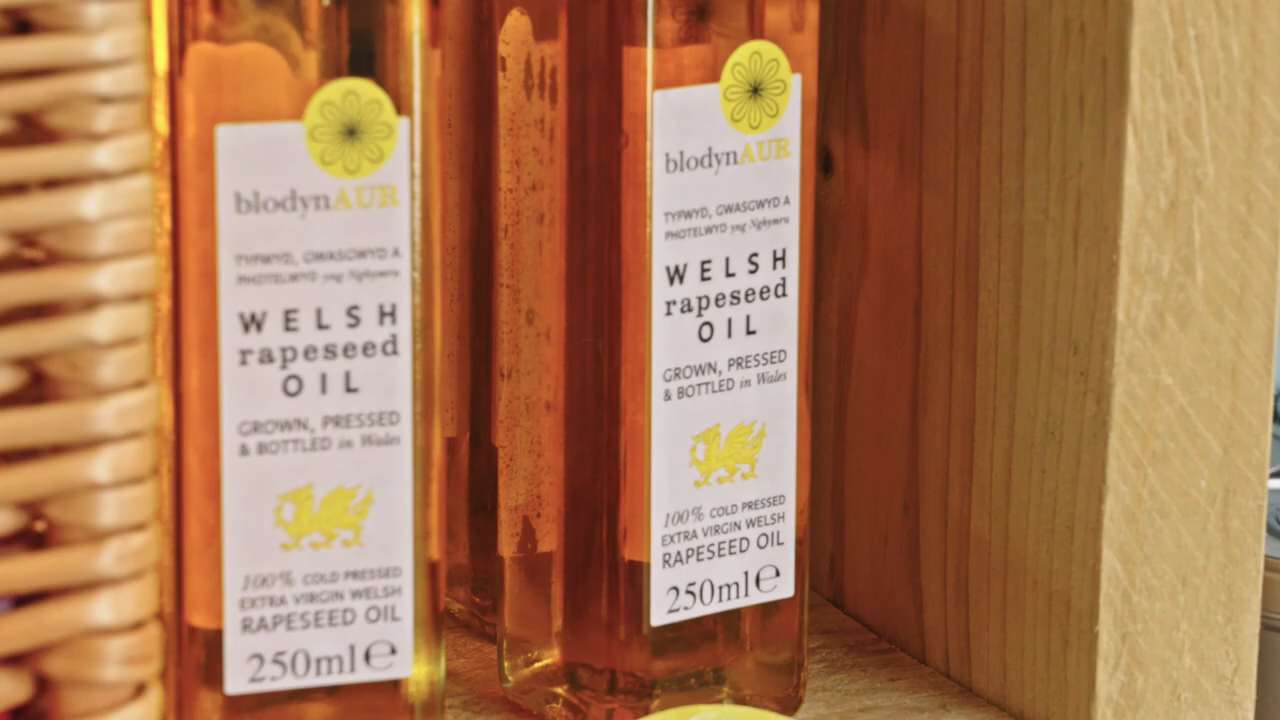 blodynAUR
TYFWYD, GWASGWYD A
PHOTELWYD yng Nghymru
WELSH
rapeseed
OIL
GROWN, PRESSED
& BOTTLED in Wales
100% COLD PRESSED
EXTRA VIRGIN WELSH
RAPESEED OIL
250ml℮
blodynAUR
TYFWYD, GWASGWYD A
PHOTELWYD yng Nghymru
WELSH
rapeseed
OIL
GROWN, PRESSED
& BOTTLED in Wales
100% COLD PRESSED
EXTRA VIRGIN WELSH
RAPESEED OIL
250ml℮